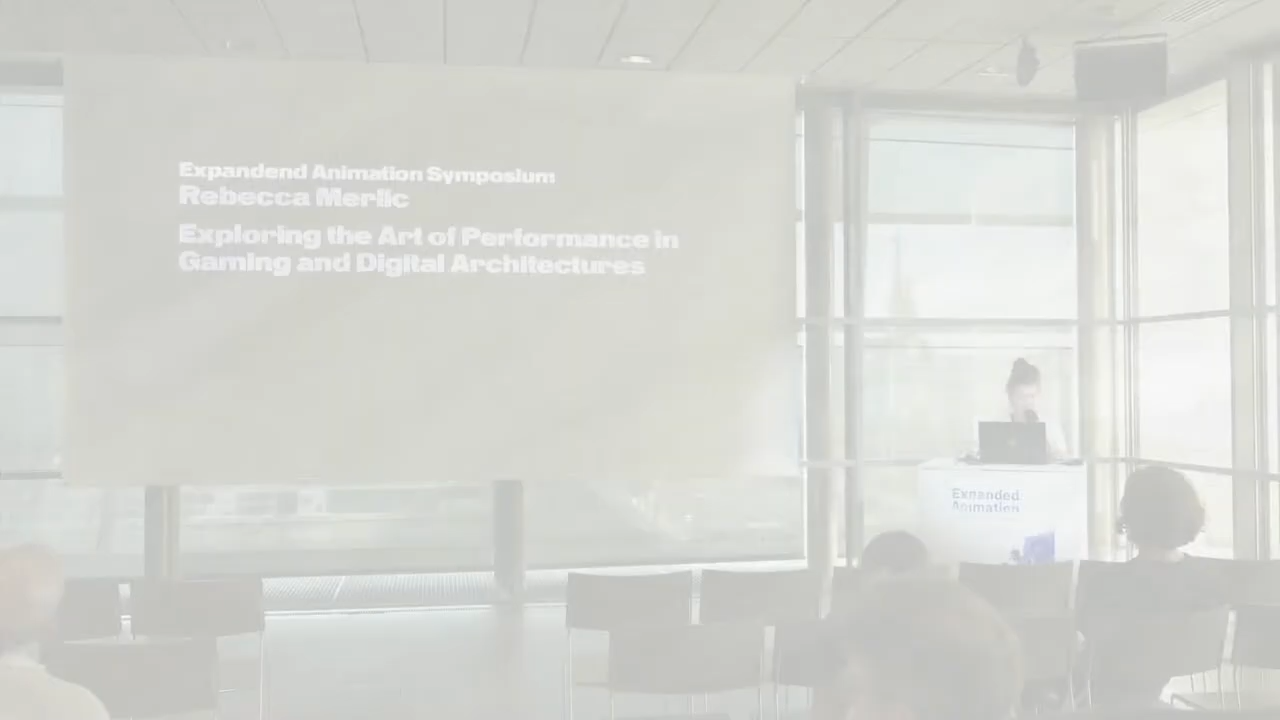 Expandend Animation Symposium
Rebecca Merlic
Exploring the Art of Performance in
Gaming and Digital Architectures
Expanded
Animation